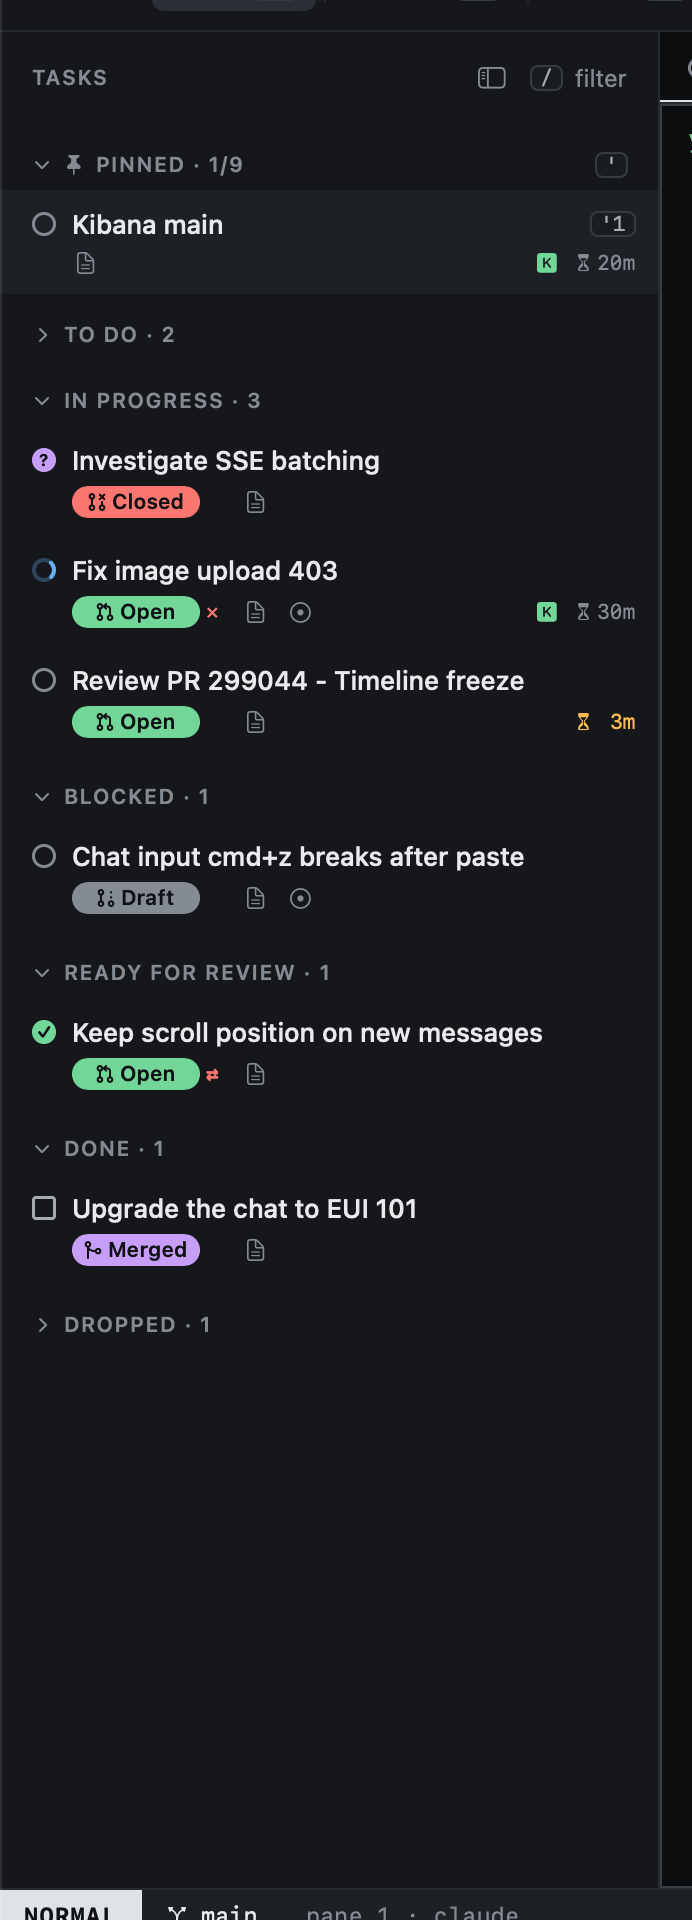 TASKS / filter
PINNED · 1/9 '
Kibana main '1
K 20m
TO DO · 2
IN PROGRESS · 3
? Investigate SSE batching
Closed
Fix image upload 403
Open × K 30m
Review PR 299044 - Timeline freeze
Open 3m
BLOCKED · 1
Chat input cmd+z breaks after paste
Draft
READY FOR REVIEW · 1
Keep scroll position on new messages
Open
DONE · 1
Upgrade the chat to EUI 101
Merged
DROPPED · 1
NORMAL main pane 1 · claude